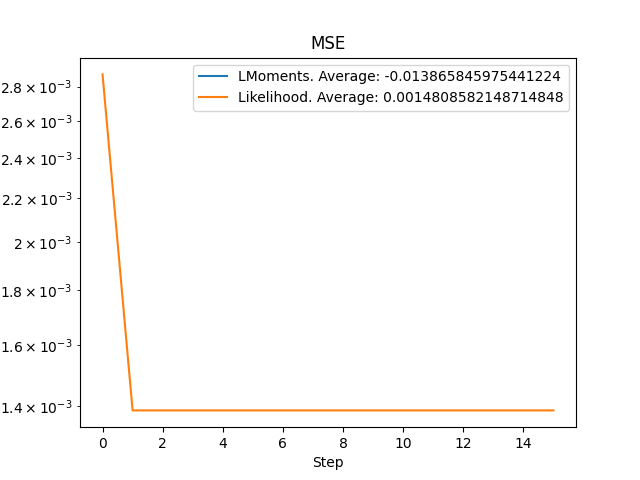 MSE
LMoments. Average: -0.013865845975441224
Likelihood. Average: 0.0014808582148714848
2.8 × 10⁻³
2.6 × 10⁻³
2.4 × 10⁻³
2.2 × 10⁻³
2 × 10⁻³
1.8 × 10⁻³
1.6 × 10⁻³
1.4 × 10⁻³
0 2 4 6 8 10 12 14
Step